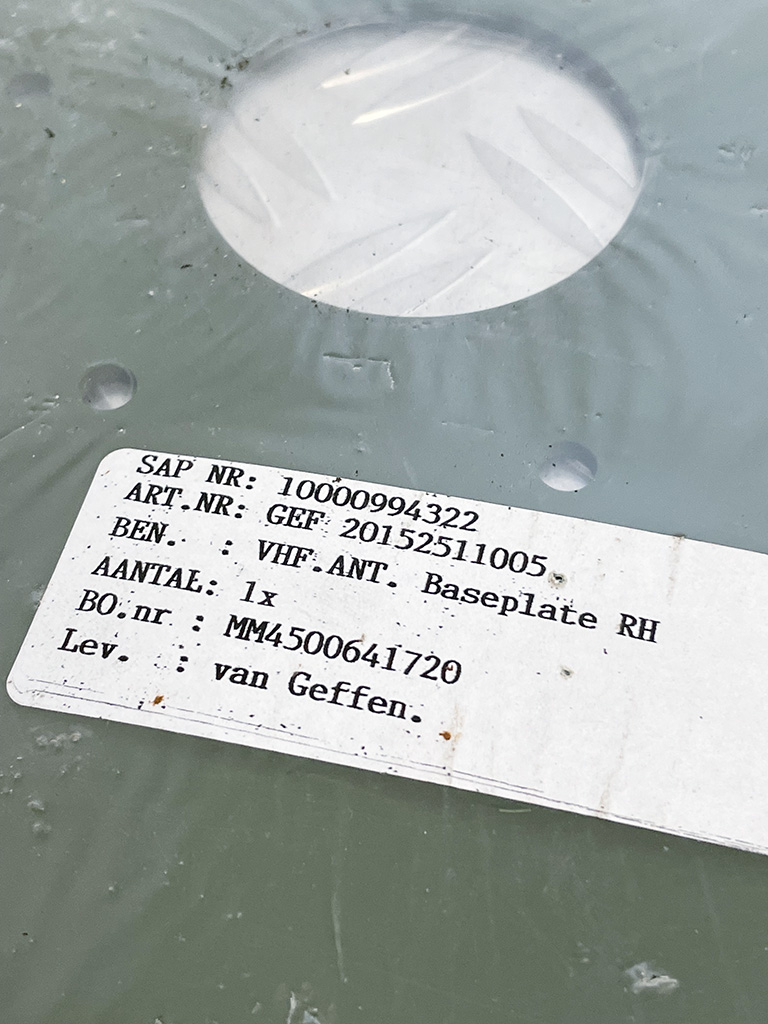 SAP NR: 10000994322
ART.NR: GEF 20152511005
BEN. : VHF.ANT. Baseplate RH
AANTAL: 1x
BO.nr : MM4500641720
Lev. : van Geffen.